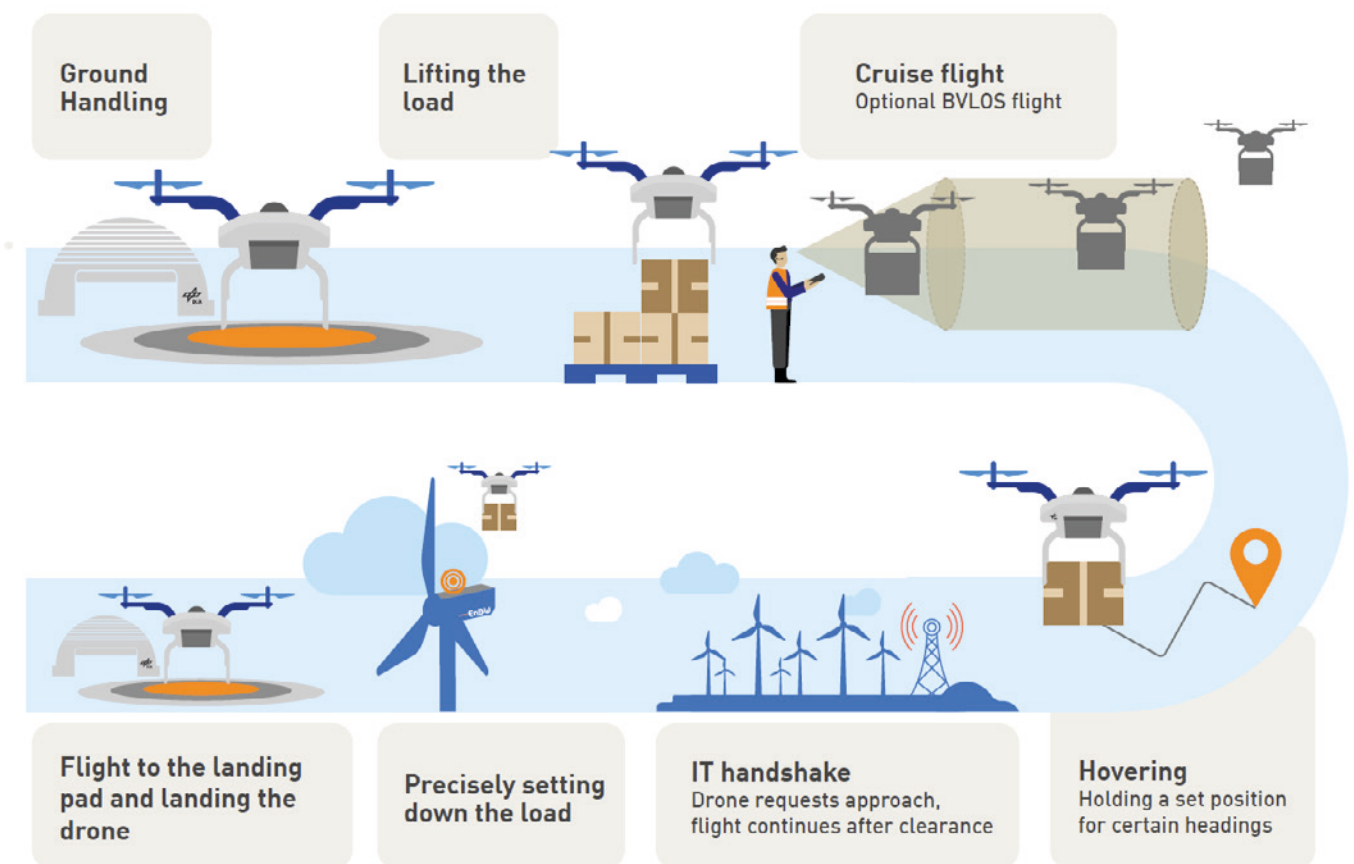 Ground
Handling
Lifting the
load
Cruise flight
Optional BVLOS flight
DLR
Hovering
Holding a set position
for certain headings
IT handshake
Drone requests approach,
flight continues after clearance
EnBW
Precisely setting
down the load
Flight to the landing
pad and landing the
drone